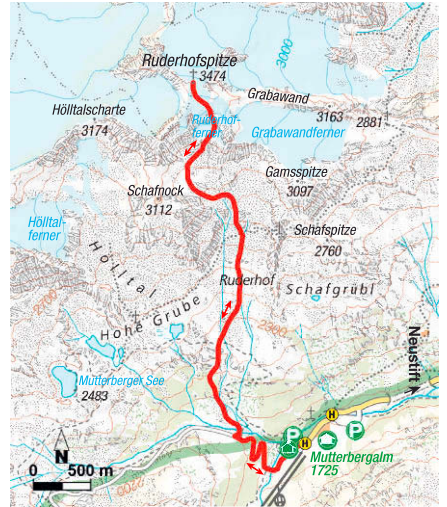 3000
Ruderhofspitze
3474
Grabawand
Hölltalscharte
3174
3163
2881
Ruderhof-
ferner
Grabawandferner
Gamsspitze
3097
Schafnock
3112
Hölltal-
ferner
Schafspitze
2760
Hölltal
Ruderhof
Schafgrübl
Hohe Grube
2300
Neustift
Mutterberger See
2483
H
P
P
H
N
Mutterbergalm
1725
0
500 m
2200